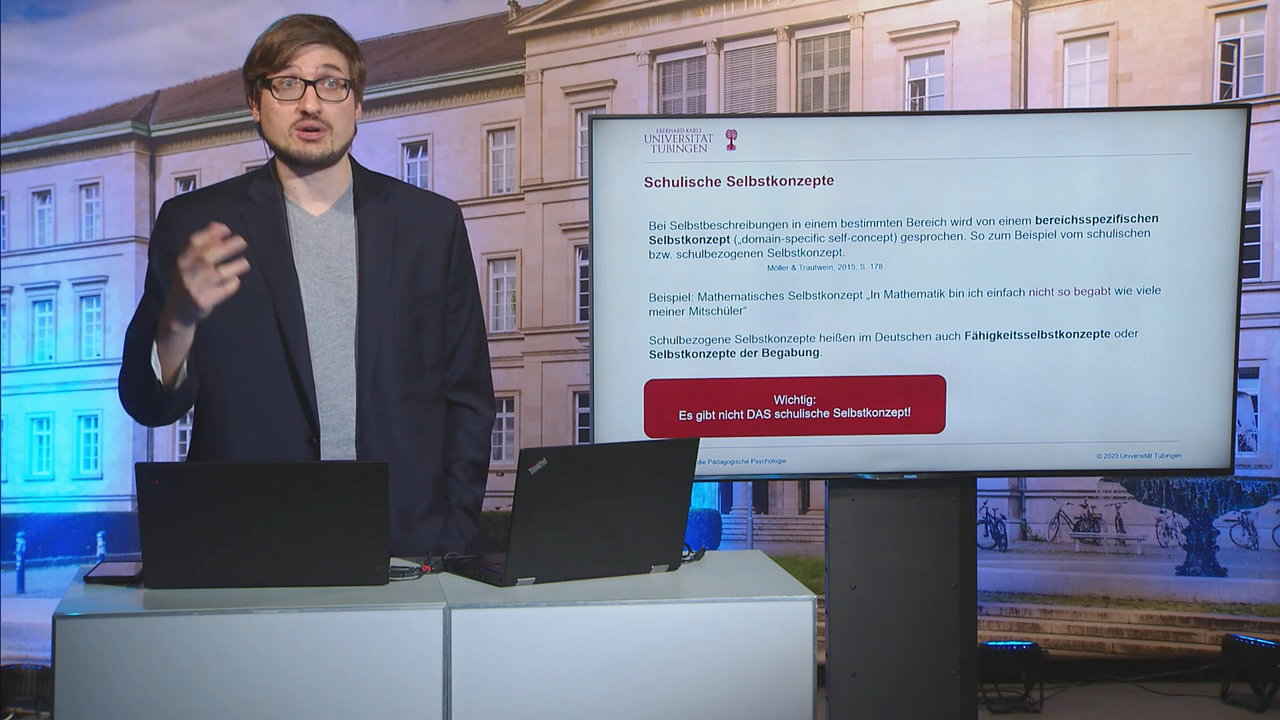 EBERHARD KARLS
UNIVERSITÄT
TÜBINGEN
Schulische Selbstkonzepte
Bei Selbstbeschreibungen in einem bestimmten Bereich wird von einem bereichsspezifischen
Selbstkonzept („domain-specific self-concept) gesprochen. So zum Beispiel vom schulischen
bzw. schulbezogenen Selbstkonzept.
Möller & Trautwein, 2015, S. 178
Beispiel: Mathematisches Selbstkonzept „In Mathematik bin ich einfach nicht so begabt wie viele
meiner Mitschüler“
Schulbezogene Selbstkonzepte heißen im Deutschen auch Fähigkeitsselbstkonzepte oder
Selbstkonzepte der Begabung.
Wichtig:
Es gibt nicht DAS schulische Selbstkonzept!
die Pädagogische Psychologie
© 2020 Universität Tübingen
ThinkPad